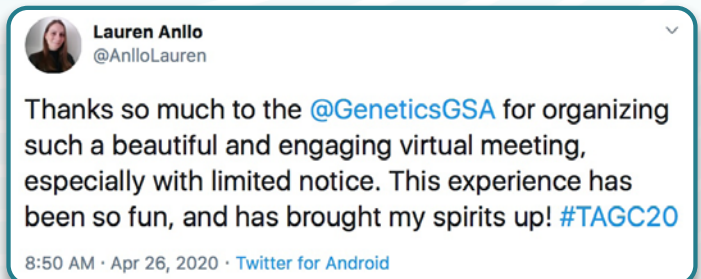 Lauren Anllo
@AnlloLauren
Thanks so much to the @GeneticsGSA for organizing
such a beautiful and engaging virtual meeting,
especially with limited notice. This experience has
been so fun, and has brought my spirits up! #TAGC20
8:50 AM · Apr 26, 2020 · Twitter for Android